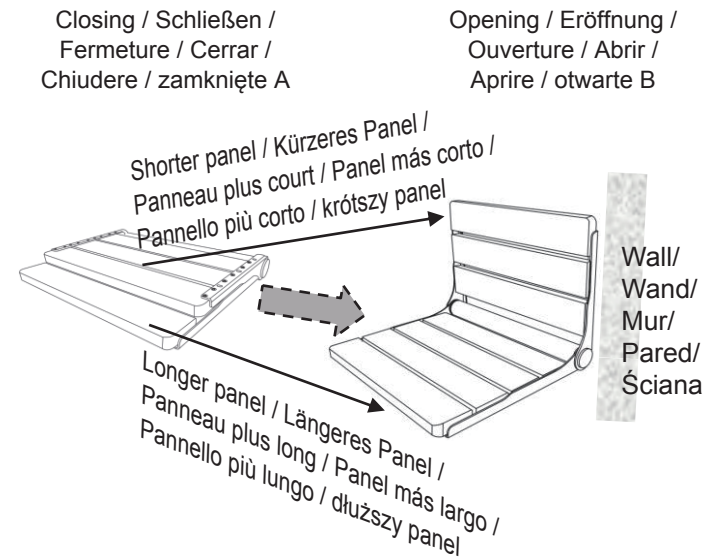 Closing / Schließen /
Fermeture / Cerrar /
Chiudere / zamknięte A
Opening / Eröffnung /
Ouverture / Abrir /
Aprire / otwarte B
Shorter panel / Kürzeres Panel /
Panneau plus court / Panel más corto /
Pannello più corto / krótszy panel
Wall/
Wand/
Mur/
Pared/
Ściana
Longer panel / Längeres Panel /
Panneau plus long / Panel más largo /
Pannello più lungo / dłuższy panel